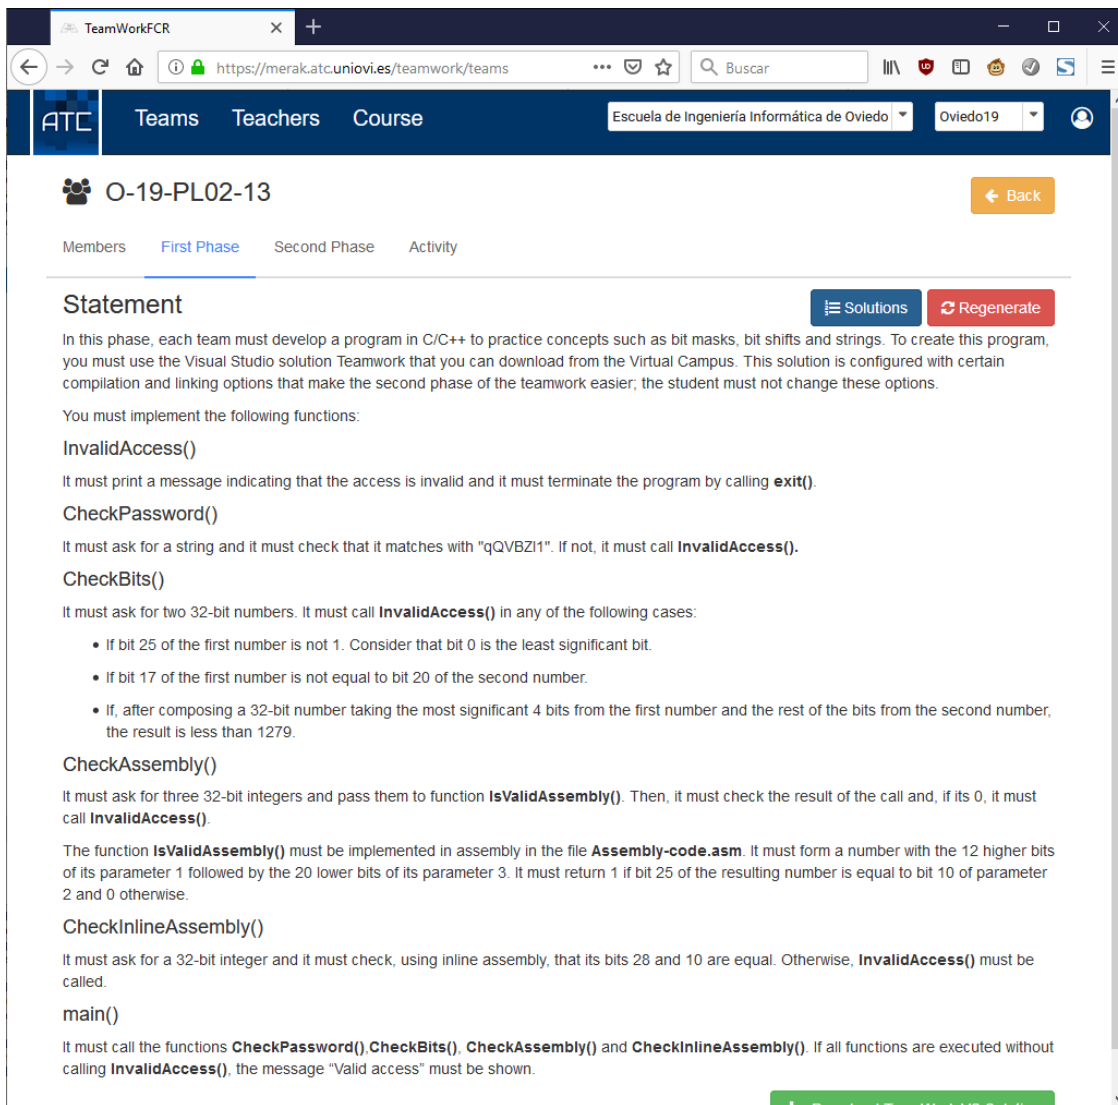 TeamWorkFCR
https://merak.atc.uniovi.es/teamwork/teams
Buscar
ATC
Teams
Teachers
Course
Escuela de Ingeniería Informática de Oviedo
Oviedo19
O-19-PL02-13
Back
Members
First Phase
Second Phase
Activity
Statement
Solutions
Regenerate
In this phase, each team must develop a program in C/C++ to practice concepts such as bit masks, bit shifts and strings. To create this program,
you must use the Visual Studio solution Teamwork that you can download from the Virtual Campus. This solution is configured with certain
compilation and linking options that make the second phase of the teamwork easier; the student must not change these options.
You must implement the following functions:
InvalidAccess()
It must print a message indicating that the access is invalid and it must terminate the program by calling exit().
CheckPassword()
It must ask for a string and it must check that it matches with "qQVBZl1". If not, it must call InvalidAccess().
CheckBits()
It must ask for two 32-bit numbers. It must call InvalidAccess() in any of the following cases:
• If bit 25 of the first number is not 1. Consider that bit 0 is the least significant bit.
• If bit 17 of the first number is not equal to bit 20 of the second number.
• If, after composing a 32-bit number taking the most significant 4 bits from the first number and the rest of the bits from the second number,
the result is less than 1279.
CheckAssembly()
It must ask for three 32-bit integers and pass them to function IsValidAssembly(). Then, it must check the result of the call and, if its 0, it must
call InvalidAccess().
The function IsValidAssembly() must be implemented in assembly in the file Assembly-code.asm. It must form a number with the 12 higher bits
of its parameter 1 followed by the 20 lower bits of its parameter 3. It must return 1 if bit 25 of the resulting number is equal to bit 10 of parameter
2 and 0 otherwise.
CheckInlineAssembly()
It must ask for a 32-bit integer and it must check, using inline assembly, that its bits 28 and 10 are equal. Otherwise, InvalidAccess() must be
called.
main()
It must call the functions CheckPassword(),CheckBits(), CheckAssembly() and CheckInlineAssembly(). If all functions are executed without
calling InvalidAccess(), the message “Valid access” must be shown.